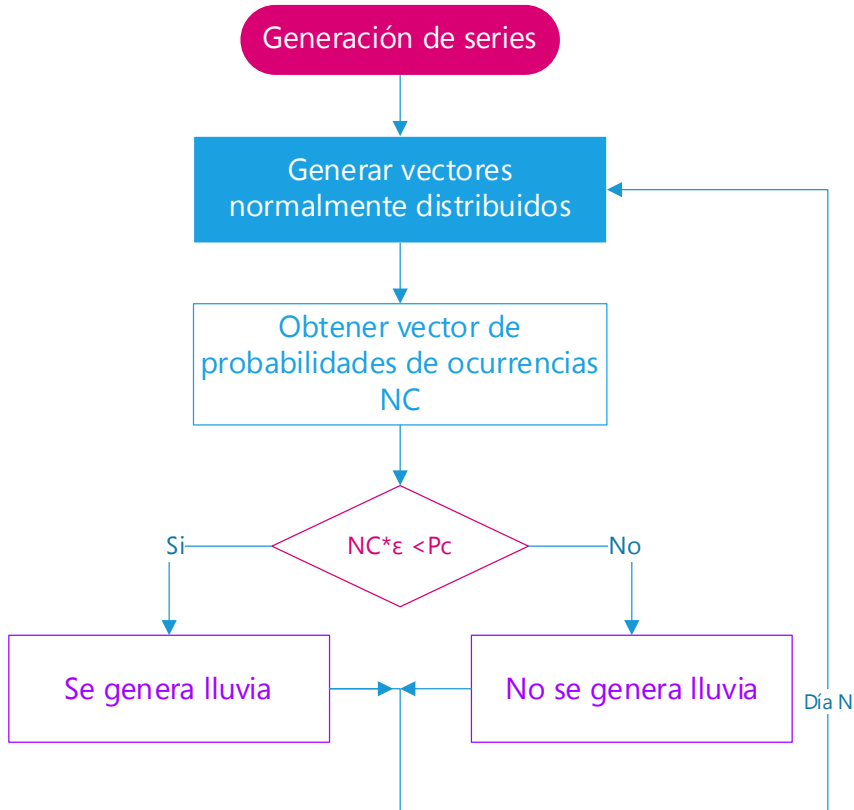 Generación de series
Generar vectores
normalmente distribuidos
Obtener vector de
probabilidades de ocurrencias
NC
NC*ε <Pc
Si
No
Se genera lluvia
No se genera lluvia
Día N